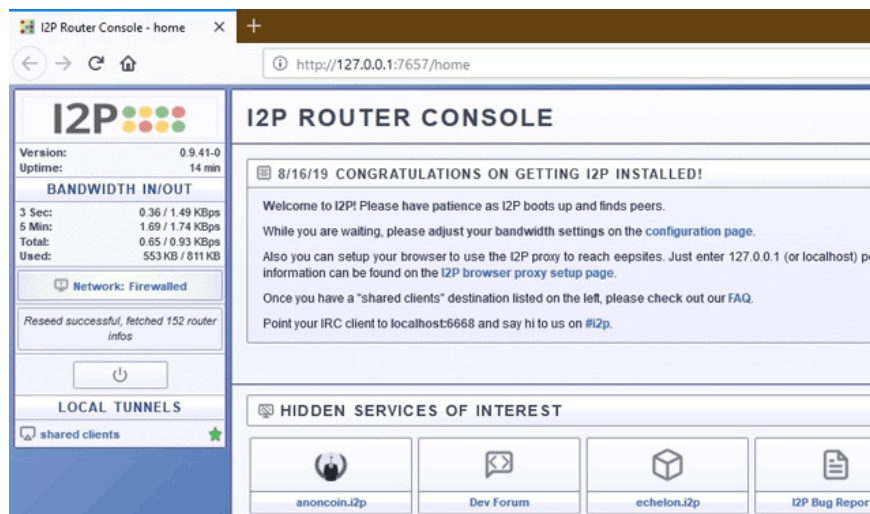 I2P Router Console - home
http://127.0.0.1:7657/home
I2P
Version: 0.9.41-0
Uptime: 14 min
BANDWIDTH IN/OUT
3 Sec: 0.36 / 1.49 KBps
5 Min: 1.69 / 1.74 KBps
Total: 0.65 / 0.93 KBps
Used: 553 KB / 811 KB
Network: Firewalled
Reseed successful, fetched 152 router
infos
LOCAL TUNNELS
shared clients
I2P ROUTER CONSOLE
8/16/19 CONGRATULATIONS ON GETTING I2P INSTALLED!
Welcome to I2P! Please have patience as I2P boots up and finds peers.
While you are waiting, please adjust your bandwidth settings on the configuration page.
Also you can setup your browser to use the I2P proxy to reach eepsites. Just enter 127.0.0.1 (or localhost) p
information can be found on the I2P browser proxy setup page.
Once you have a "shared clients" destination listed on the left, please check out our FAQ.
Point your IRC client to localhost:6668 and say hi to us on #i2p.
HIDDEN SERVICES OF INTEREST
anoncoin.i2p
Dev Forum
echelon.i2p
I2P Bug Repor